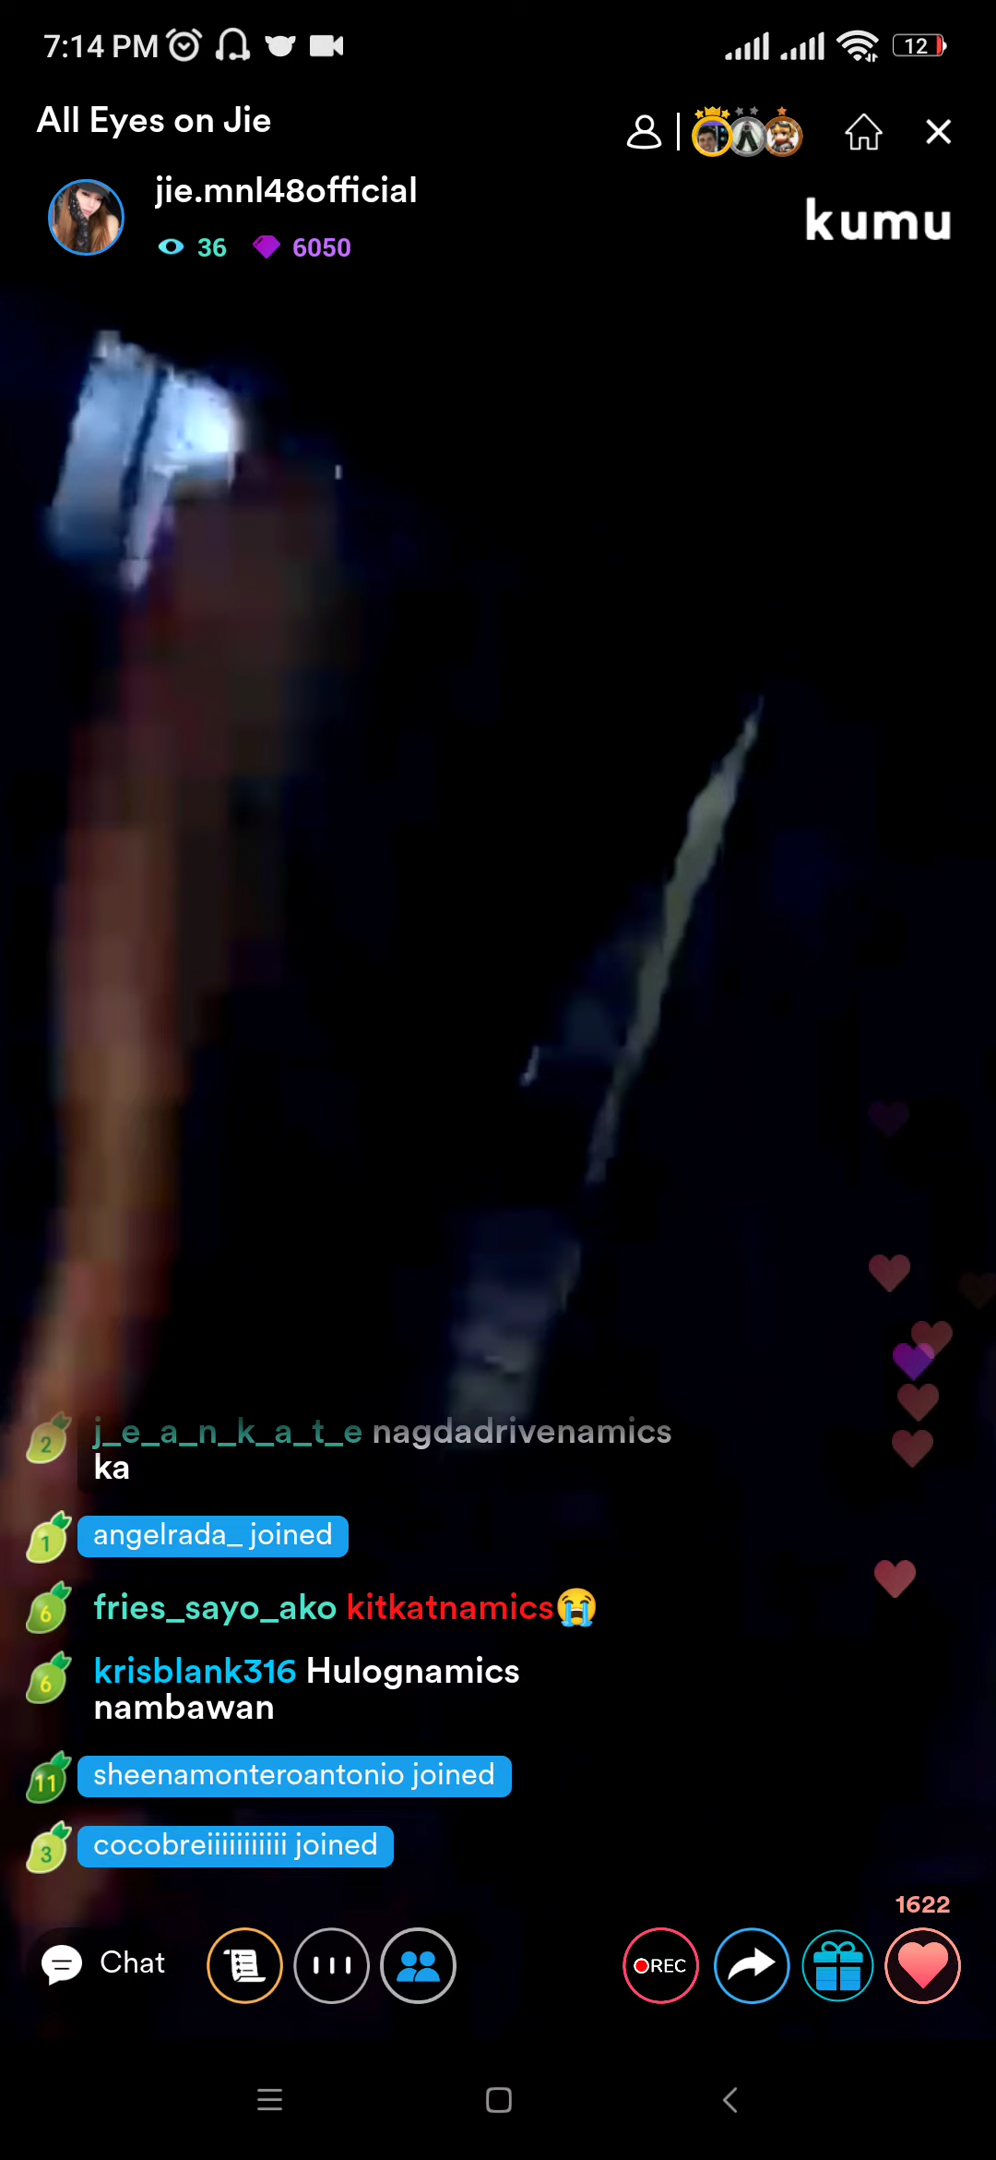 7:14 PM
12
All Eyes on Jie
jie.mnl48official
36 6050
kumu
2 j_e_a_n_k_a_t_e nagdadrivenamics
ka
1 angelrada_ joined
6 fries_sayo_ako kitkatnamics😭
6 krisblank316 Hulognamics
nambawan
11 sheenamonteroantonio joined
3 cocobreiiiiiiiiiiii joined
1622
Chat
REC